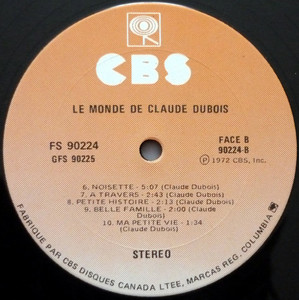 CBS
LE MONDE DE CLAUDE DUBOIS
FS 90224
GFS 90225
FACE B
90224-B
Ⓟ 1972 CBS, Inc.
6. NOISETTE - 5:07 (Claude Dubois)
7. A TRAVERS - 2:43 (Claude Dubois)
8. PETITE HISTOIRE - 2:13 (Claude Dubois)
9. BELLE FAMILLE - 2:00 (Claude Dubois)
10. MA PETITE VIE - 1:34
(Claude Dubois)
STEREO
FABRIQUE PAR CBS DISQUES CANADA LTEE, MARCAS REG. COLUMBIA